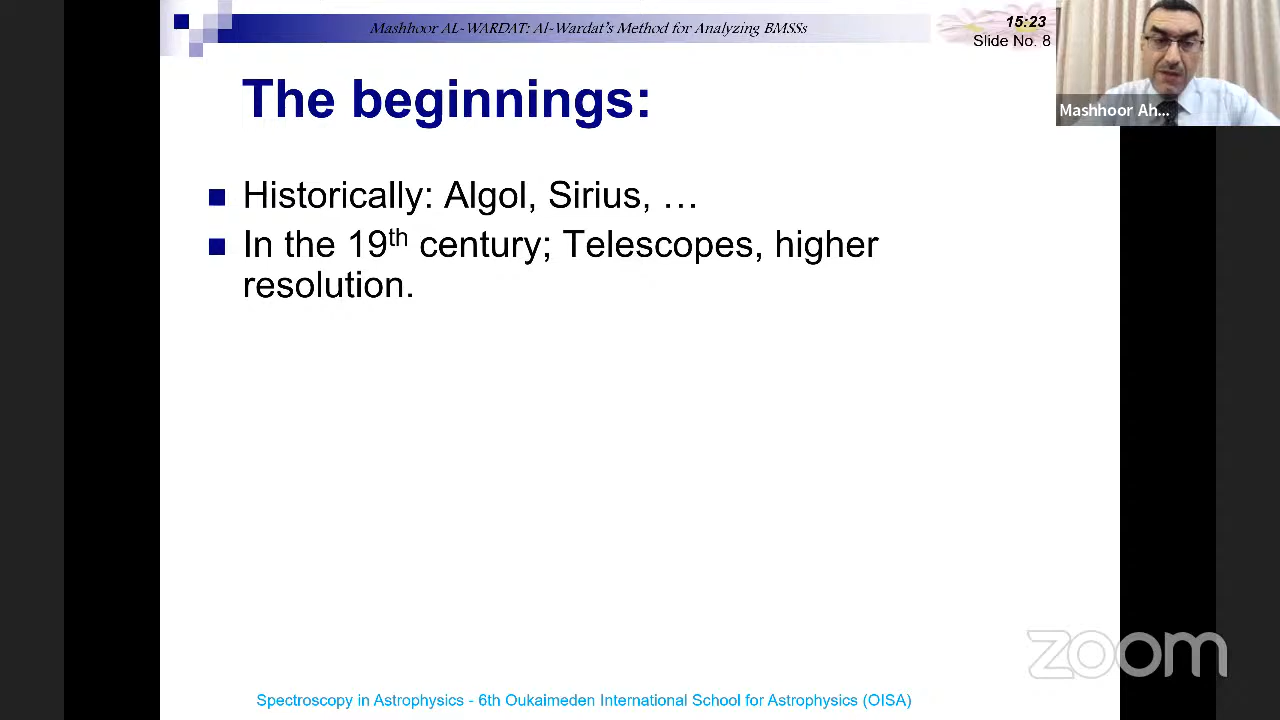 Mashhoor AL-WARDAT: Al-Wardat's Method for Analyzing BMSSs
15:23
Slide No. 8
Mashhoor Ah...
The beginnings:
Historically: Algol, Sirius, …
In the 19th century; Telescopes, higher
resolution.
zoom
Spectroscopy in Astrophysics - 6th Oukaimeden International School for Astrophysics (OISA)